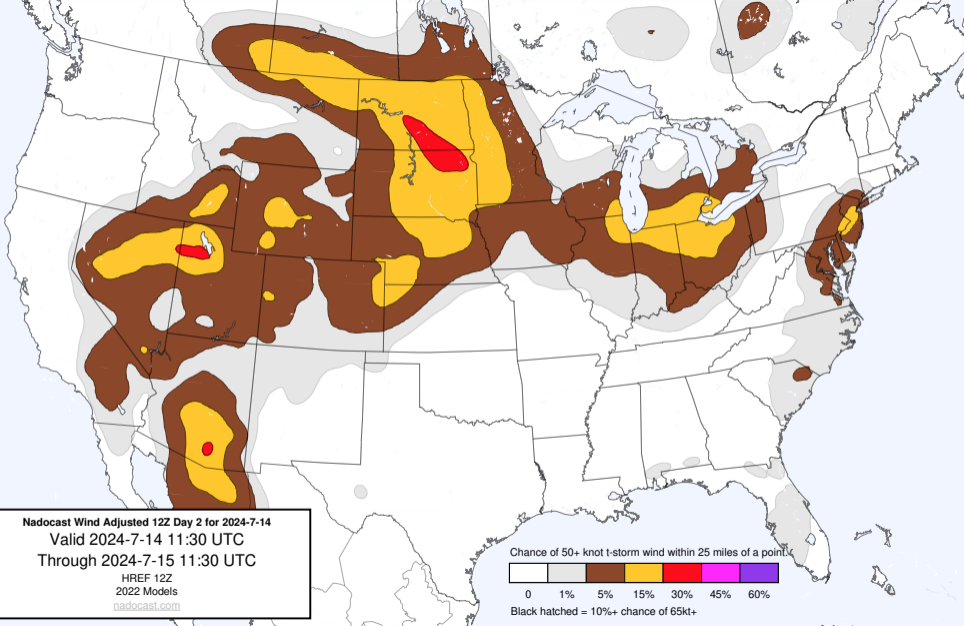 Nadocast Wind Adjusted 12Z Day 2 for 2024-7-14
Valid 2024-7-14 11:30 UTC
Through 2024-7-15 11:30 UTC
HREF 12Z
2022 Models
nadocast.com
Chance of 50+ knot t-storm wind within 25 miles of a point.
0 1% 5% 15% 30% 45% 60%
Black hatched = 10%+ chance of 65kt+